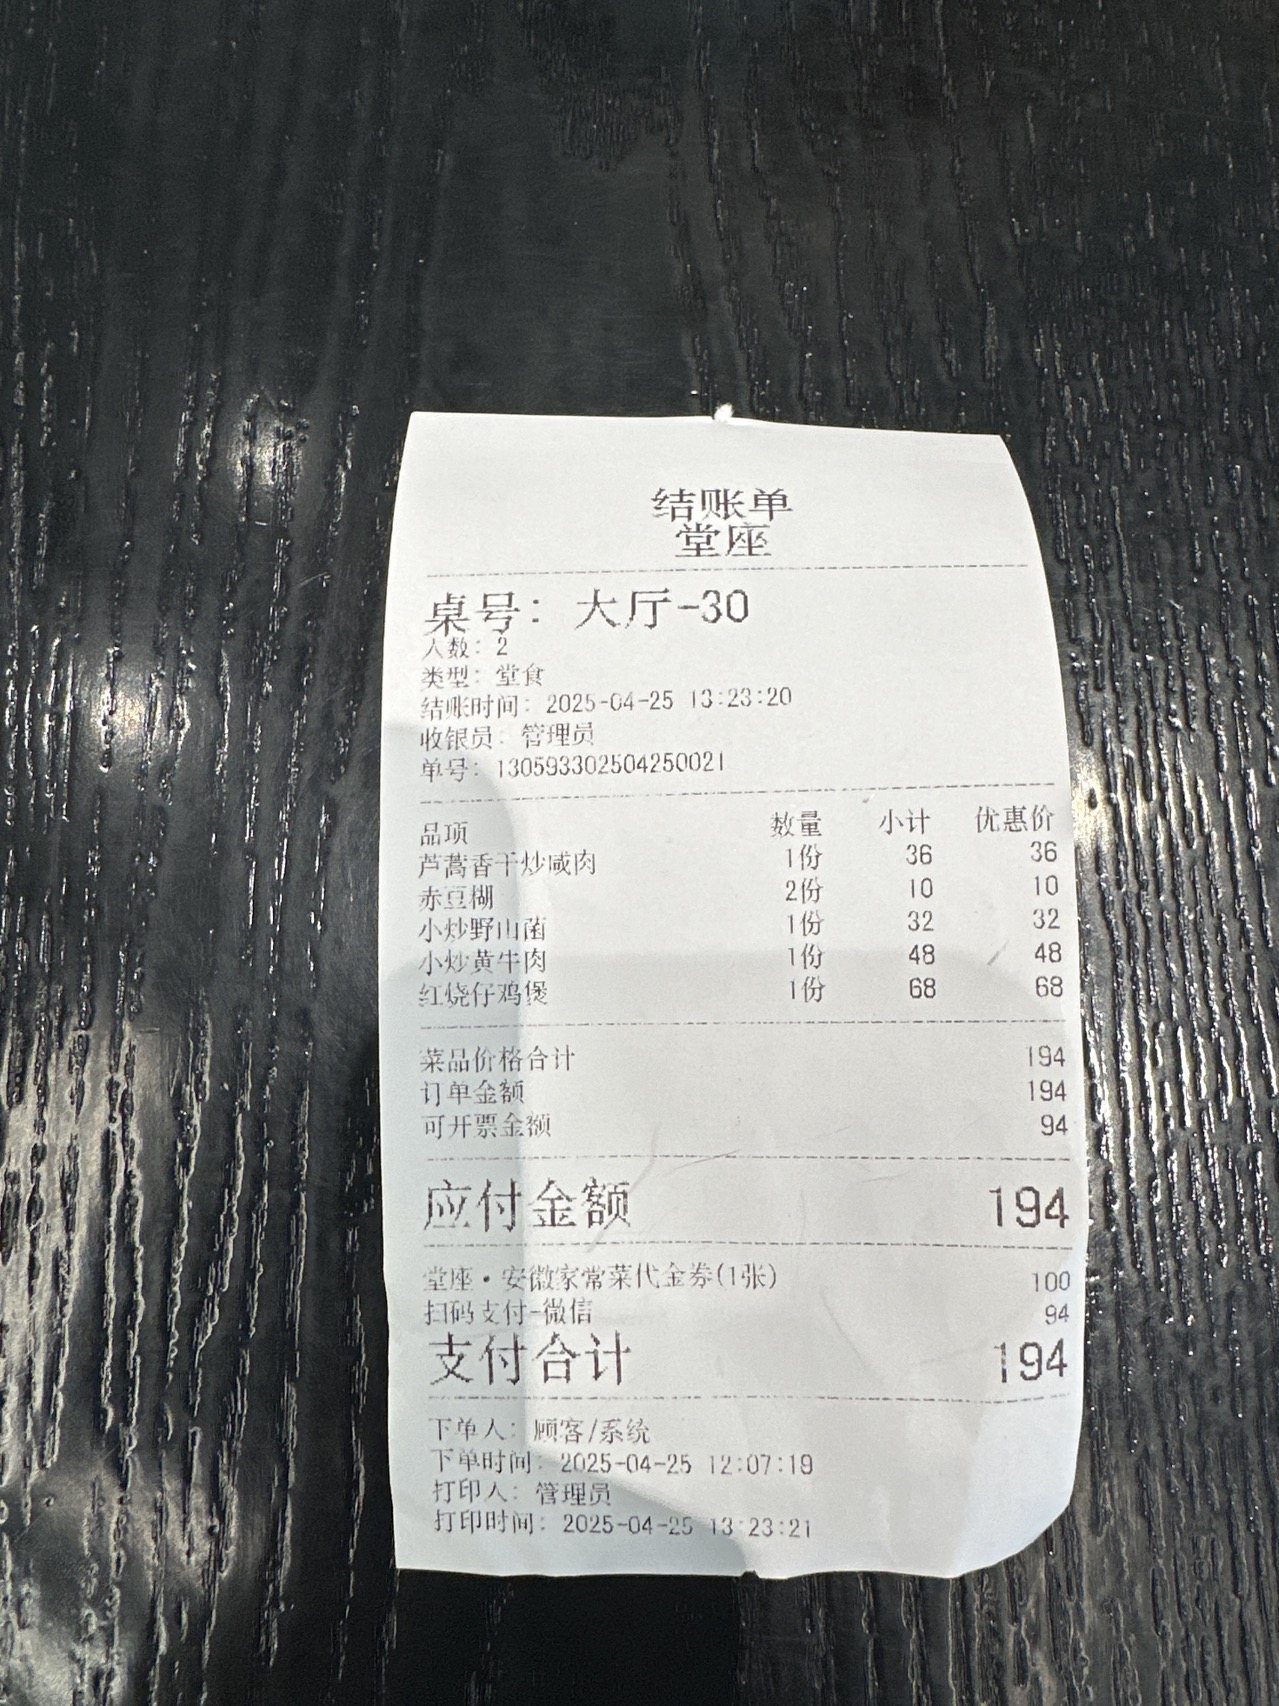 结账单
堂座
桌号: 大厅-30
人数: 2
类型: 堂食
结账时间: 2025-04-25 13:23:20
收银员: 管理员
单号: 130593302504250021
品项 数量 小计 优惠价
芦蒿香干炒咸肉 1份 36 36
赤豆糊 2份 10 10
小炒野山菌 1份 32 32
小炒黄牛肉 1份 48 48
红烧仔鸡煲 1份 68 68
菜品价格合计 194
订单金额 194
可开票金额 94
应付金额 194
堂座·安徽家常菜代金券(1张) 100
扫码支付-微信 94
支付合计 194
下单人: 顾客/系统
下单时间: 2025-04-25 12:07:19
打印人: 管理员
打印时间: 2025-04-25 13:23:21